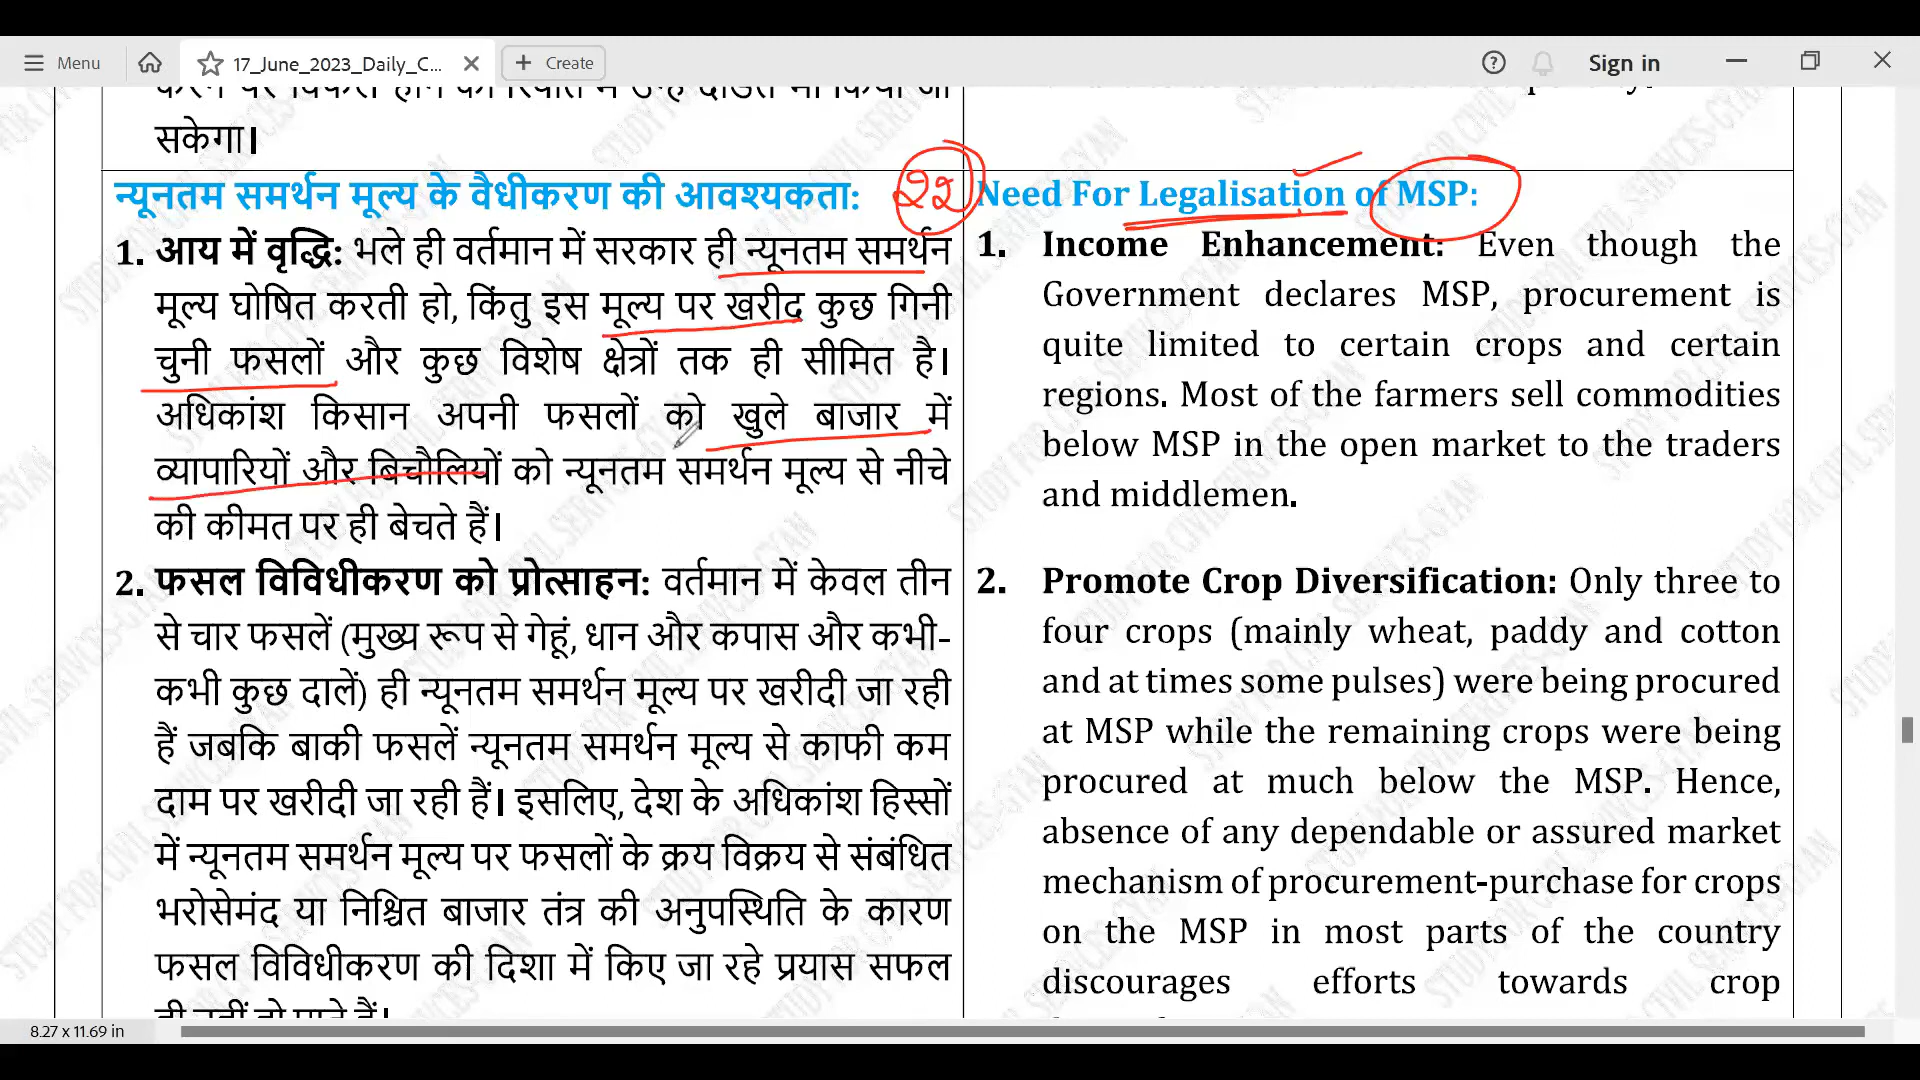 Menu
17_June_2023_Daily_C...
Create
Sign in
सकेगा।
न्यूनतम समर्थन मूल्य के वैधीकरण की आवश्यकता:
22
1. आय में वृद्धि: भले ही वर्तमान में सरकार ही न्यूनतम समर्थन
मूल्य घोषित करती हो, किंतु इस मूल्य पर खरीद कुछ गिनी
चुनी फसलों और कुछ विशेष क्षेत्रों तक ही सीमित है।
अधिकांश किसान अपनी फसलों को खुले बाजार में
व्यापारियों और बिचौलियों को न्यूनतम समर्थन मूल्य से नीचे
की कीमत पर ही बेचते हैं।
2. फसल विविधीकरण को प्रोत्साहन: वर्तमान में केवल तीन
से चार फसलें (मुख्य रूप से गेहूं, धान और कपास और कभी-
कभी कुछ दालें) ही न्यूनतम समर्थन मूल्य पर खरीदी जा रही
हैं जबकि बाकी फसलें न्यूनतम समर्थन मूल्य से काफी कम
दाम पर खरीदी जा रही हैं। इसलिए, देश के अधिकांश हिस्सों
में न्यूनतम समर्थन मूल्य पर फसलों के क्रय विक्रय से संबंधित
भरोसेमंद या निश्चित बाजार तंत्र की अनुपस्थिति के कारण
फसल विविधीकरण की दिशा में किए जा रहे प्रयास सफल
Need For Legalisation of MSP:
1. Income Enhancement: Even though the
Government declares MSP, procurement is
quite limited to certain crops and certain
regions. Most of the farmers sell commodities
below MSP in the open market to the traders
and middlemen.
2. Promote Crop Diversification: Only three to
four crops (mainly wheat, paddy and cotton
and at times some pulses) were being procured
at MSP while the remaining crops were being
procured at much below the MSP. Hence,
absence of any dependable or assured market
mechanism of procurement-purchase for crops
on the MSP in most parts of the country
discourages efforts towards crop
8.27 x 11.69 in